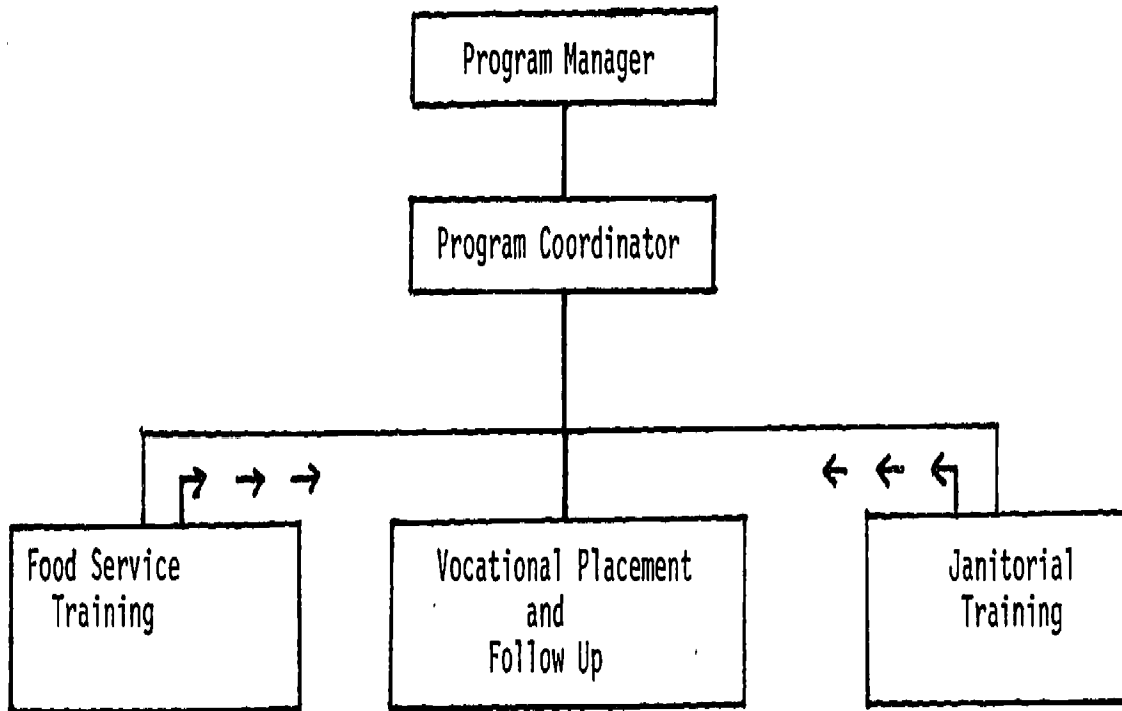 Program Manager
Program Coordinator
Food Service
Training
Vocational Placement
and
Follow Up
Janitorial
Training